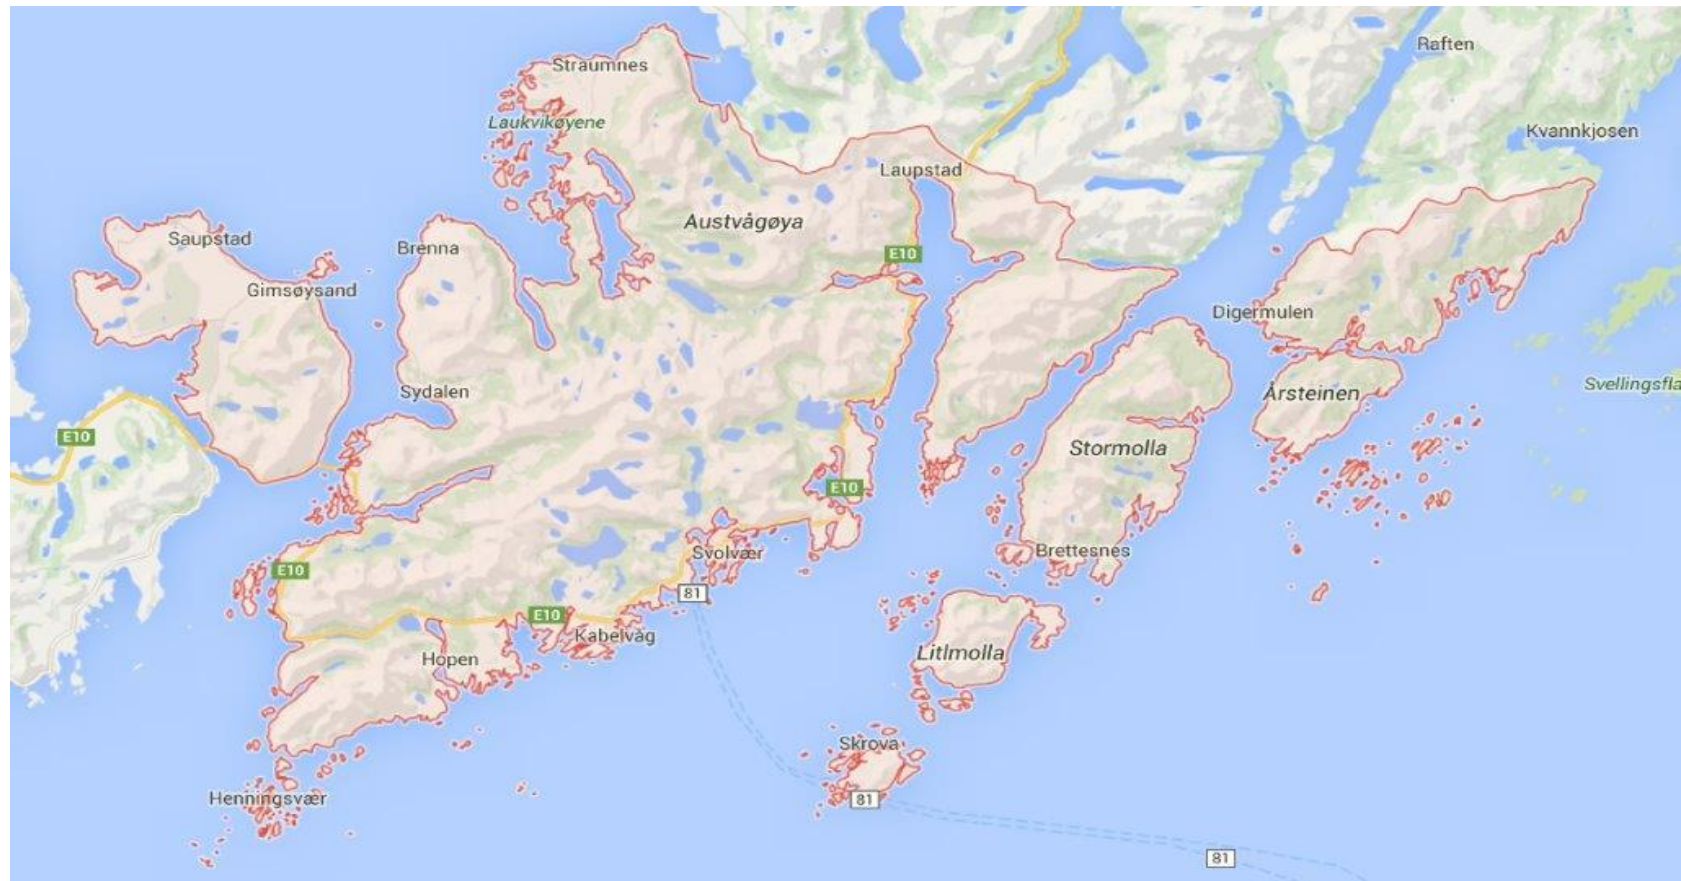 Raften
Straumnes
Laukvikøyene
Kvannkjosen
Laupstad
Austvågøya
Saupstad
Brenna
E10
Gimsøysand
Digermulen
Svellingsfla
Sydalen
Årsteinen
E10
Stormolla
E10
Svolvær
Brettesnes
E10
81
E10
Kabelvåg
Hopen
Litlmolla
Skrova
Henningsvær
81
81